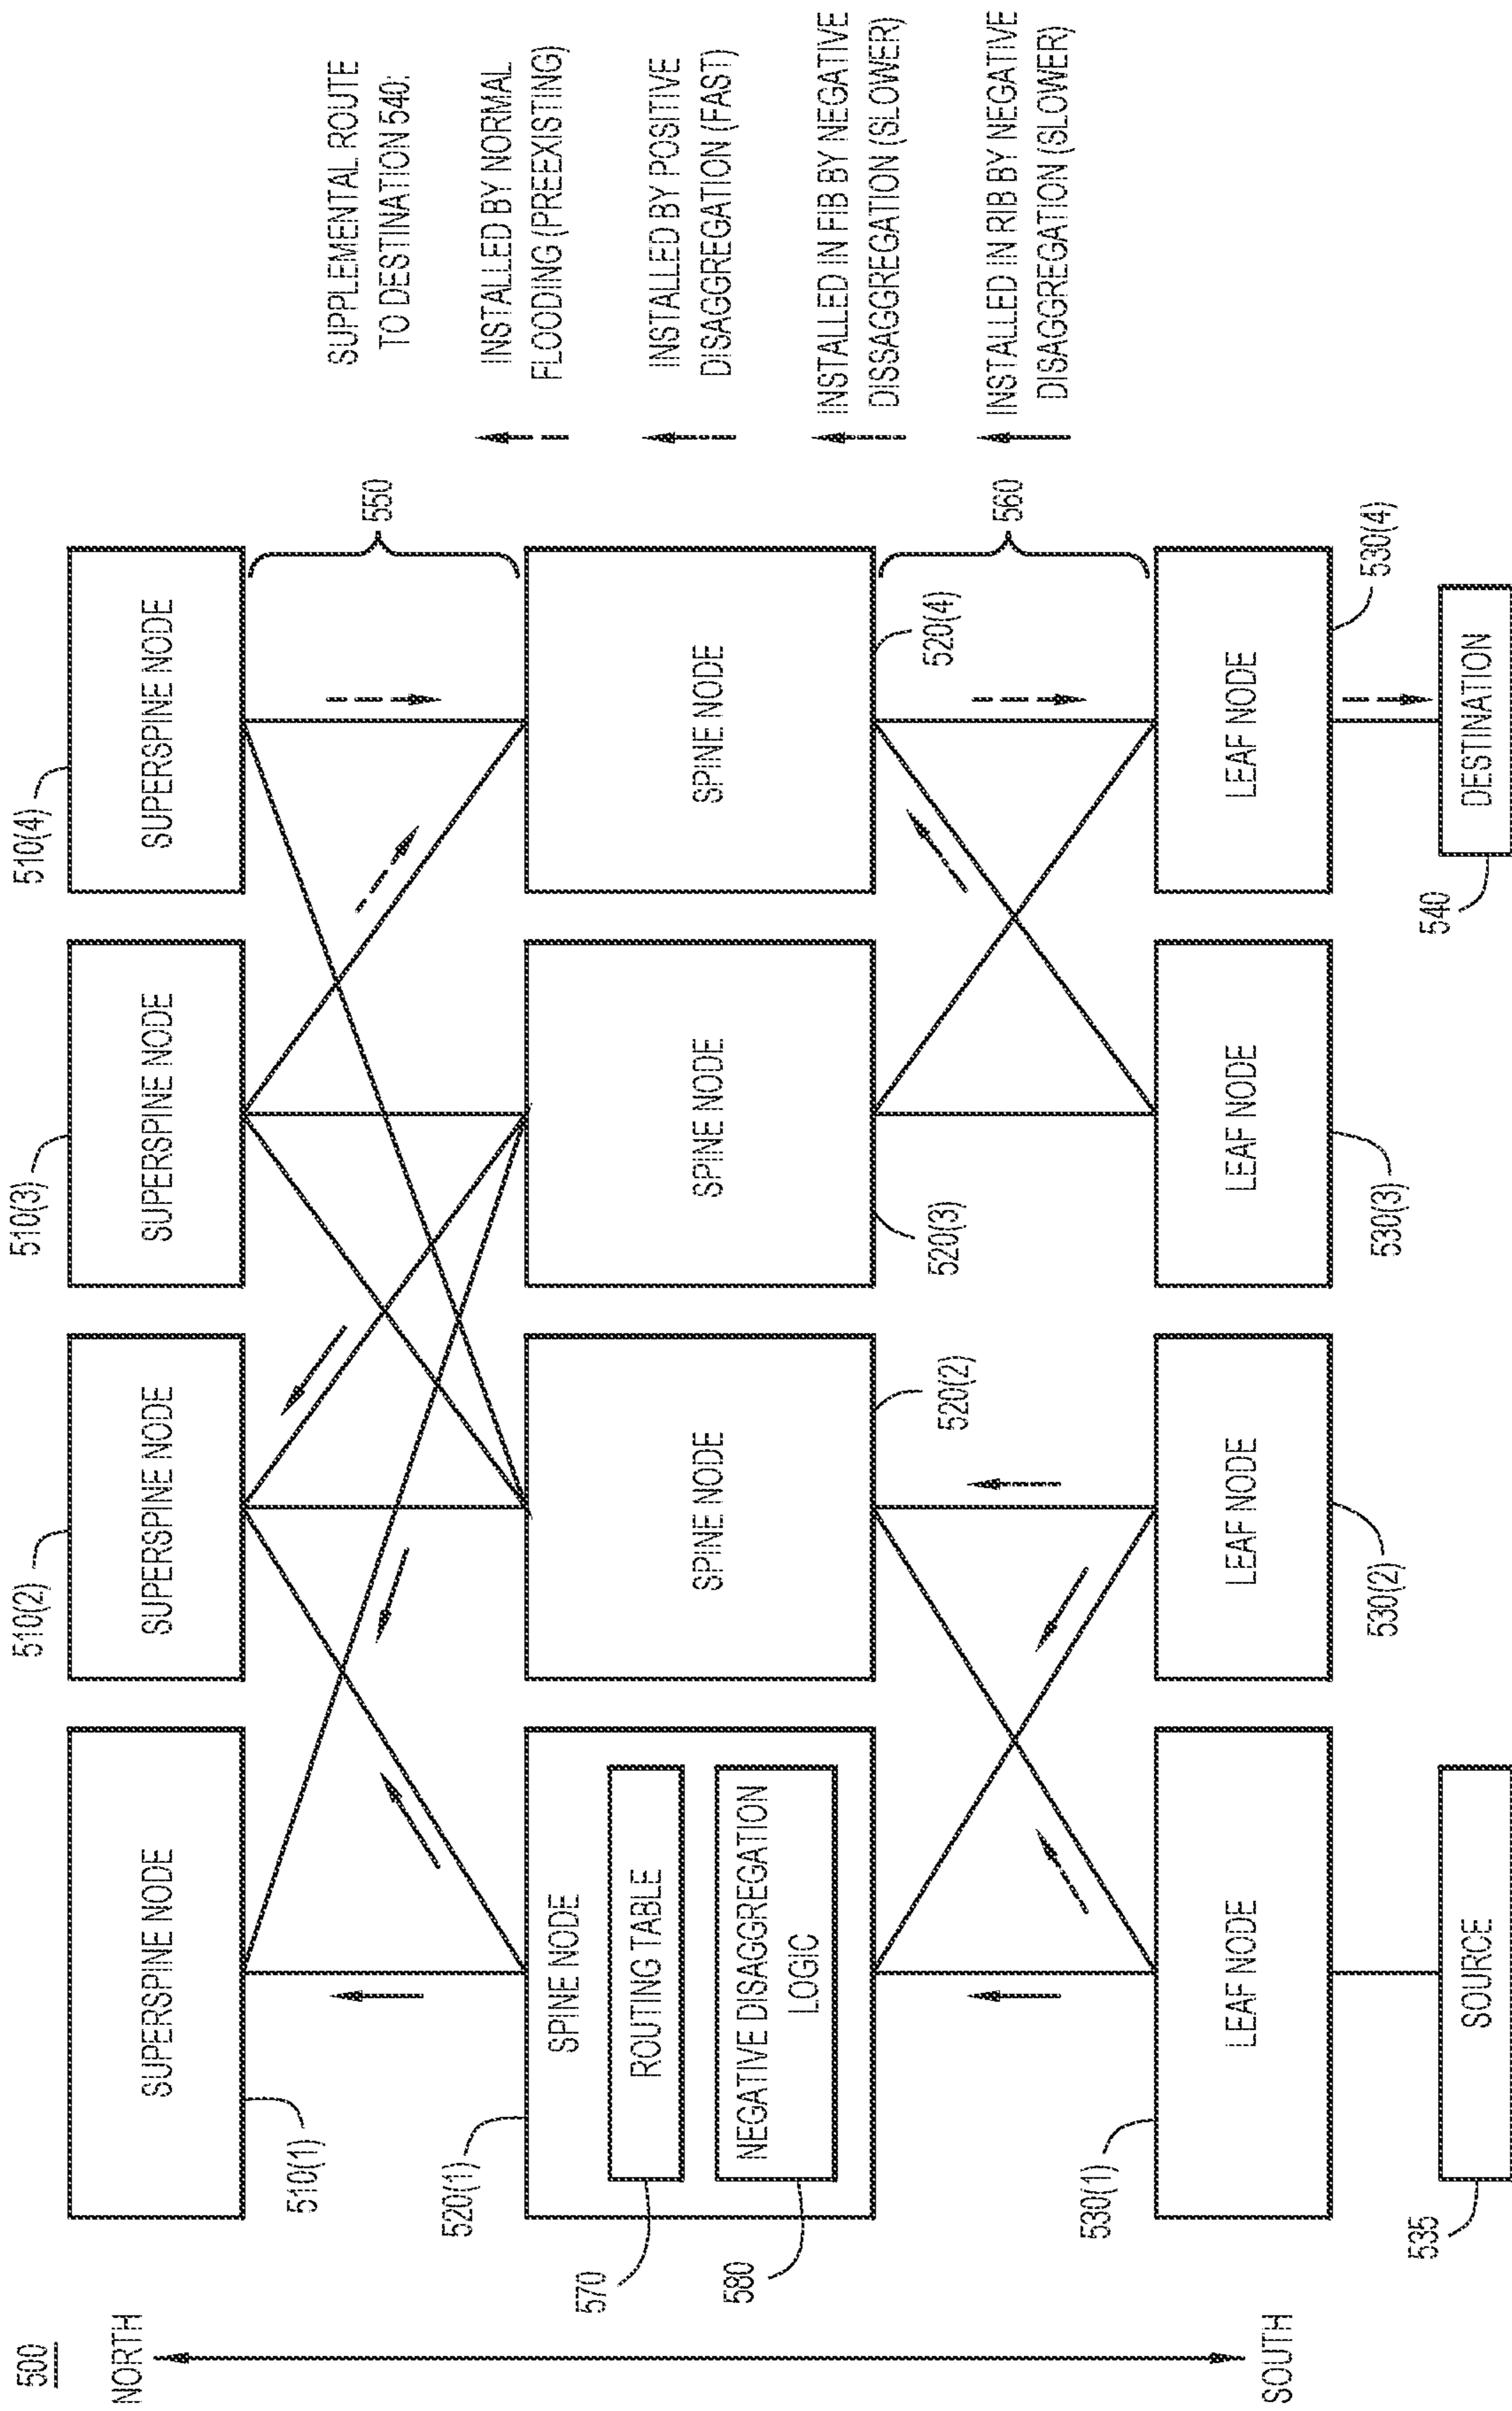 500
NORTH
SOUTH
510(1)
SUPERSPINE NODE
510(2)
SUPERSPINE NODE
510(3)
SUPERSPINE NODE
510(4)
SUPERSPINE NODE
550
520(1)
SPINE NODE
570
ROUTING TABLE
580
NEGATIVE DISAGGREGATION
LOGIC
SPINE NODE
520(2)
SPINE NODE
520(3)
SPINE NODE
520(4)
560
530(1)
LEAF NODE
LEAF NODE
530(2)
LEAF NODE
530(3)
LEAF NODE
530(4)
535
SOURCE
540
DESTINATION
SUPPLEMENTAL ROUTE
TO DESTINATION 540:
INSTALLED BY NORMAL
FLOODING (PREEXISTING)
INSTALLED BY POSITIVE
DISAGGREGATION (FAST)
INSTALLED IN FIB BY NEGATIVE
DISSAGGREGATION (SLOWER)
INSTALLED IN RIB BY NEGATIVE
DISAGGREGATION (SLOWER)